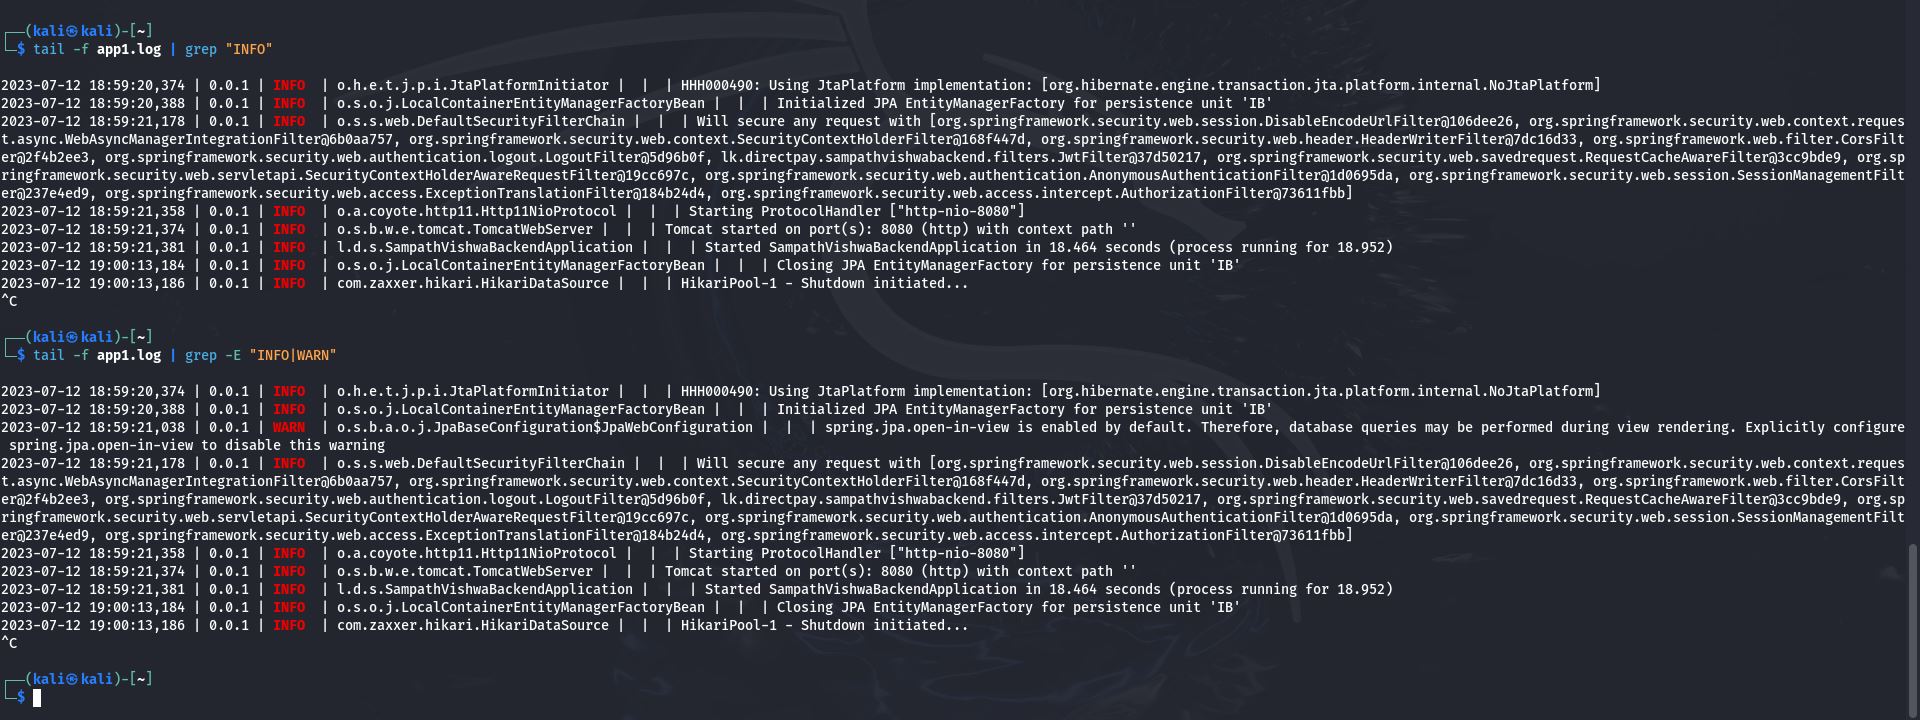 ┌──(kali㉿kali)-[~]
└─$ tail -f app1.log | grep "INFO"
2023-07-12 18:59:20,374 | 0.0.1 | INFO  | o.h.e.t.j.p.i.JtaPlatformInitiator |  |  | HHH000490: Using JtaPlatform implementation: [org.hibernate.engine.transaction.jta.platform.internal.NoJtaPlatform]
2023-07-12 18:59:20,388 | 0.0.1 | INFO  | o.s.o.j.LocalContainerEntityManagerFactoryBean |  |  | Initialized JPA EntityManagerFactory for persistence unit 'IB'
2023-07-12 18:59:21,178 | 0.0.1 | INFO  | o.s.s.web.DefaultSecurityFilterChain |  |  | Will secure any request with [org.springframework.security.web.session.DisableEncodeUrlFilter@106dee26, org.springframework.security.web.context.reques
t.async.WebAsyncManagerIntegrationFilter@6b0aa757, org.springframework.security.web.context.SecurityContextHolderFilter@168f447d, org.springframework.security.web.header.HeaderWriterFilter@7dc16d33, org.springframework.web.filter.CorsFilt
er@2f4b2ee3, org.springframework.security.web.authentication.logout.LogoutFilter@5d96b0f, lk.directpay.sampathvishwabackend.filters.JwtFilter@37d50217, org.springframework.security.web.savedrequest.RequestCacheAwareFilter@3cc9bde9, org.sp
ringframework.security.web.servletapi.SecurityContextHolderAwareRequestFilter@19cc697c, org.springframework.security.web.authentication.AnonymousAuthenticationFilter@1d0695da, org.springframework.security.web.session.SessionManagementFilt
er@237e4ed9, org.springframework.security.web.access.ExceptionTranslationFilter@184b24d4, org.springframework.security.web.access.intercept.AuthorizationFilter@73611fbb]
2023-07-12 18:59:21,358 | 0.0.1 | INFO  | o.a.coyote.http11.Http11NioProtocol |  |  | Starting ProtocolHandler ["http-nio-8080"]
2023-07-12 18:59:21,374 | 0.0.1 | INFO  | o.s.b.w.e.tomcat.TomcatWebServer |  |  | Tomcat started on port(s): 8080 (http) with context path ''
2023-07-12 18:59:21,381 | 0.0.1 | INFO  | l.d.s.SampathVishwaBackendApplication |  |  | Started SampathVishwaBackendApplication in 18.464 seconds (process running for 18.952)
2023-07-12 19:00:13,184 | 0.0.1 | INFO  | o.s.o.j.LocalContainerEntityManagerFactoryBean |  |  | Closing JPA EntityManagerFactory for persistence unit 'IB'
2023-07-12 19:00:13,186 | 0.0.1 | INFO  | com.zaxxer.hikari.HikariDataSource |  |  | HikariPool-1 - Shutdown initiated...
^C
┌──(kali㉿kali)-[~]
└─$ tail -f app1.log | grep -E "INFO|WARN"
2023-07-12 18:59:20,374 | 0.0.1 | INFO  | o.h.e.t.j.p.i.JtaPlatformInitiator |  |  | HHH000490: Using JtaPlatform implementation: [org.hibernate.engine.transaction.jta.platform.internal.NoJtaPlatform]
2023-07-12 18:59:20,388 | 0.0.1 | INFO  | o.s.o.j.LocalContainerEntityManagerFactoryBean |  |  | Initialized JPA EntityManagerFactory for persistence unit 'IB'
2023-07-12 18:59:21,038 | 0.0.1 | WARN  | o.s.b.a.o.j.JpaBaseConfiguration$JpaWebConfiguration |  |  | spring.jpa.open-in-view is enabled by default. Therefore, database queries may be performed during view rendering. Explicitly configure
 spring.jpa.open-in-view to disable this warning
2023-07-12 18:59:21,178 | 0.0.1 | INFO  | o.s.s.web.DefaultSecurityFilterChain |  |  | Will secure any request with [org.springframework.security.web.session.DisableEncodeUrlFilter@106dee26, org.springframework.security.web.context.reques
t.async.WebAsyncManagerIntegrationFilter@6b0aa757, org.springframework.security.web.context.SecurityContextHolderFilter@168f447d, org.springframework.security.web.header.HeaderWriterFilter@7dc16d33, org.springframework.web.filter.CorsFilt
er@2f4b2ee3, org.springframework.security.web.authentication.logout.LogoutFilter@5d96b0f, lk.directpay.sampathvishwabackend.filters.JwtFilter@37d50217, org.springframework.security.web.savedrequest.RequestCacheAwareFilter@3cc9bde9, org.sp
ringframework.security.web.servletapi.SecurityContextHolderAwareRequestFilter@19cc697c, org.springframework.security.web.authentication.AnonymousAuthenticationFilter@1d0695da, org.springframework.security.web.session.SessionManagementFilt
er@237e4ed9, org.springframework.security.web.access.ExceptionTranslationFilter@184b24d4, org.springframework.security.web.access.intercept.AuthorizationFilter@73611fbb]
2023-07-12 18:59:21,358 | 0.0.1 | INFO  | o.a.coyote.http11.Http11NioProtocol |  |  | Starting ProtocolHandler ["http-nio-8080"]
2023-07-12 18:59:21,374 | 0.0.1 | INFO  | o.s.b.w.e.tomcat.TomcatWebServer |  |  | Tomcat started on port(s): 8080 (http) with context path ''
2023-07-12 18:59:21,381 | 0.0.1 | INFO  | l.d.s.SampathVishwaBackendApplication |  |  | Started SampathVishwaBackendApplication in 18.464 seconds (process running for 18.952)
2023-07-12 19:00:13,184 | 0.0.1 | INFO  | o.s.o.j.LocalContainerEntityManagerFactoryBean |  |  | Closing JPA EntityManagerFactory for persistence unit 'IB'
2023-07-12 19:00:13,186 | 0.0.1 | INFO  | com.zaxxer.hikari.HikariDataSource |  |  | HikariPool-1 - Shutdown initiated...
^C
┌──(kali㉿kali)-[~]
└─$